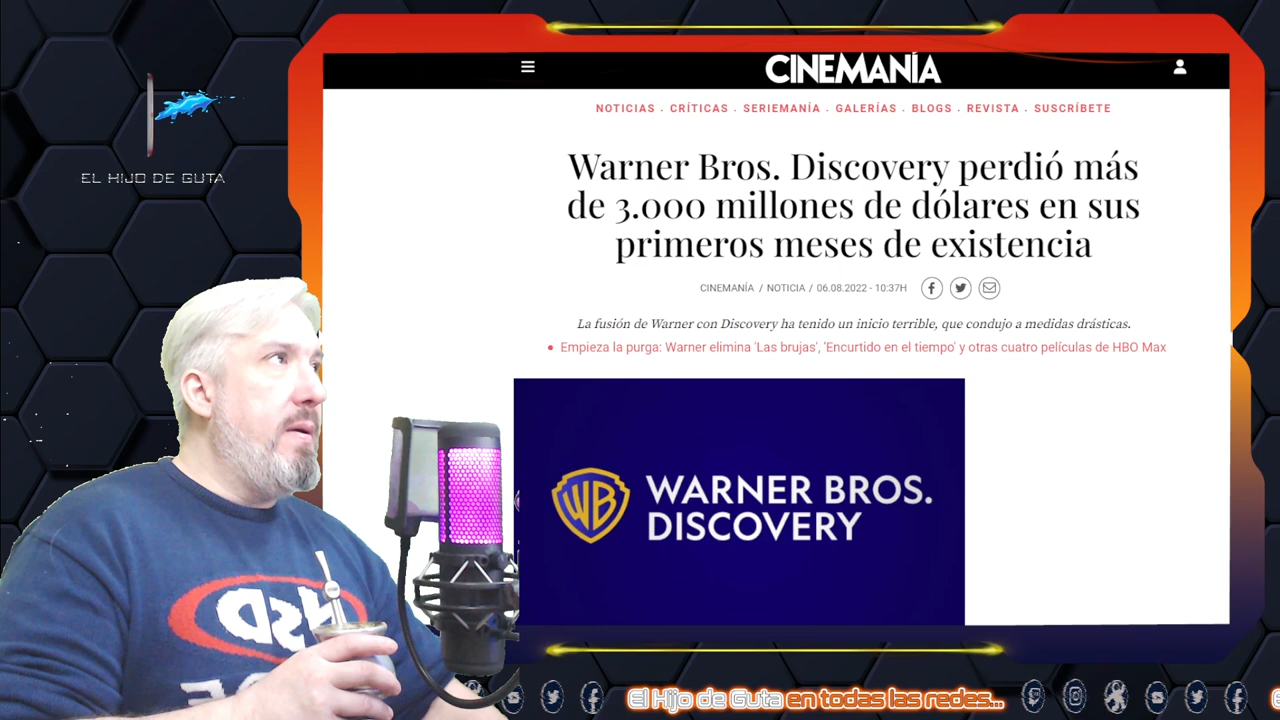 EL HIJO DE GUTA
CINEMANÍA
NOTICIAS . CRÍTICAS . SERIEMANÍA . GALERÍAS . BLOGS . REVISTA . SUSCRÍBETE
Warner Bros. Discovery perdió más
de 3.000 millones de dólares en sus
primeros meses de existencia
CINEMANÍA / NOTICIA / 06.08.2022 - 10:37H
La fusión de Warner con Discovery ha tenido un inicio terrible, que condujo a medidas drásticas.
• Empieza la purga: Warner elimina 'Las brujas', 'Encurtido en el tiempo' y otras cuatro películas de HBO Max
WB
WARNER BROS.
DISCOVERY
El Hijo de Guta en todas las redes...